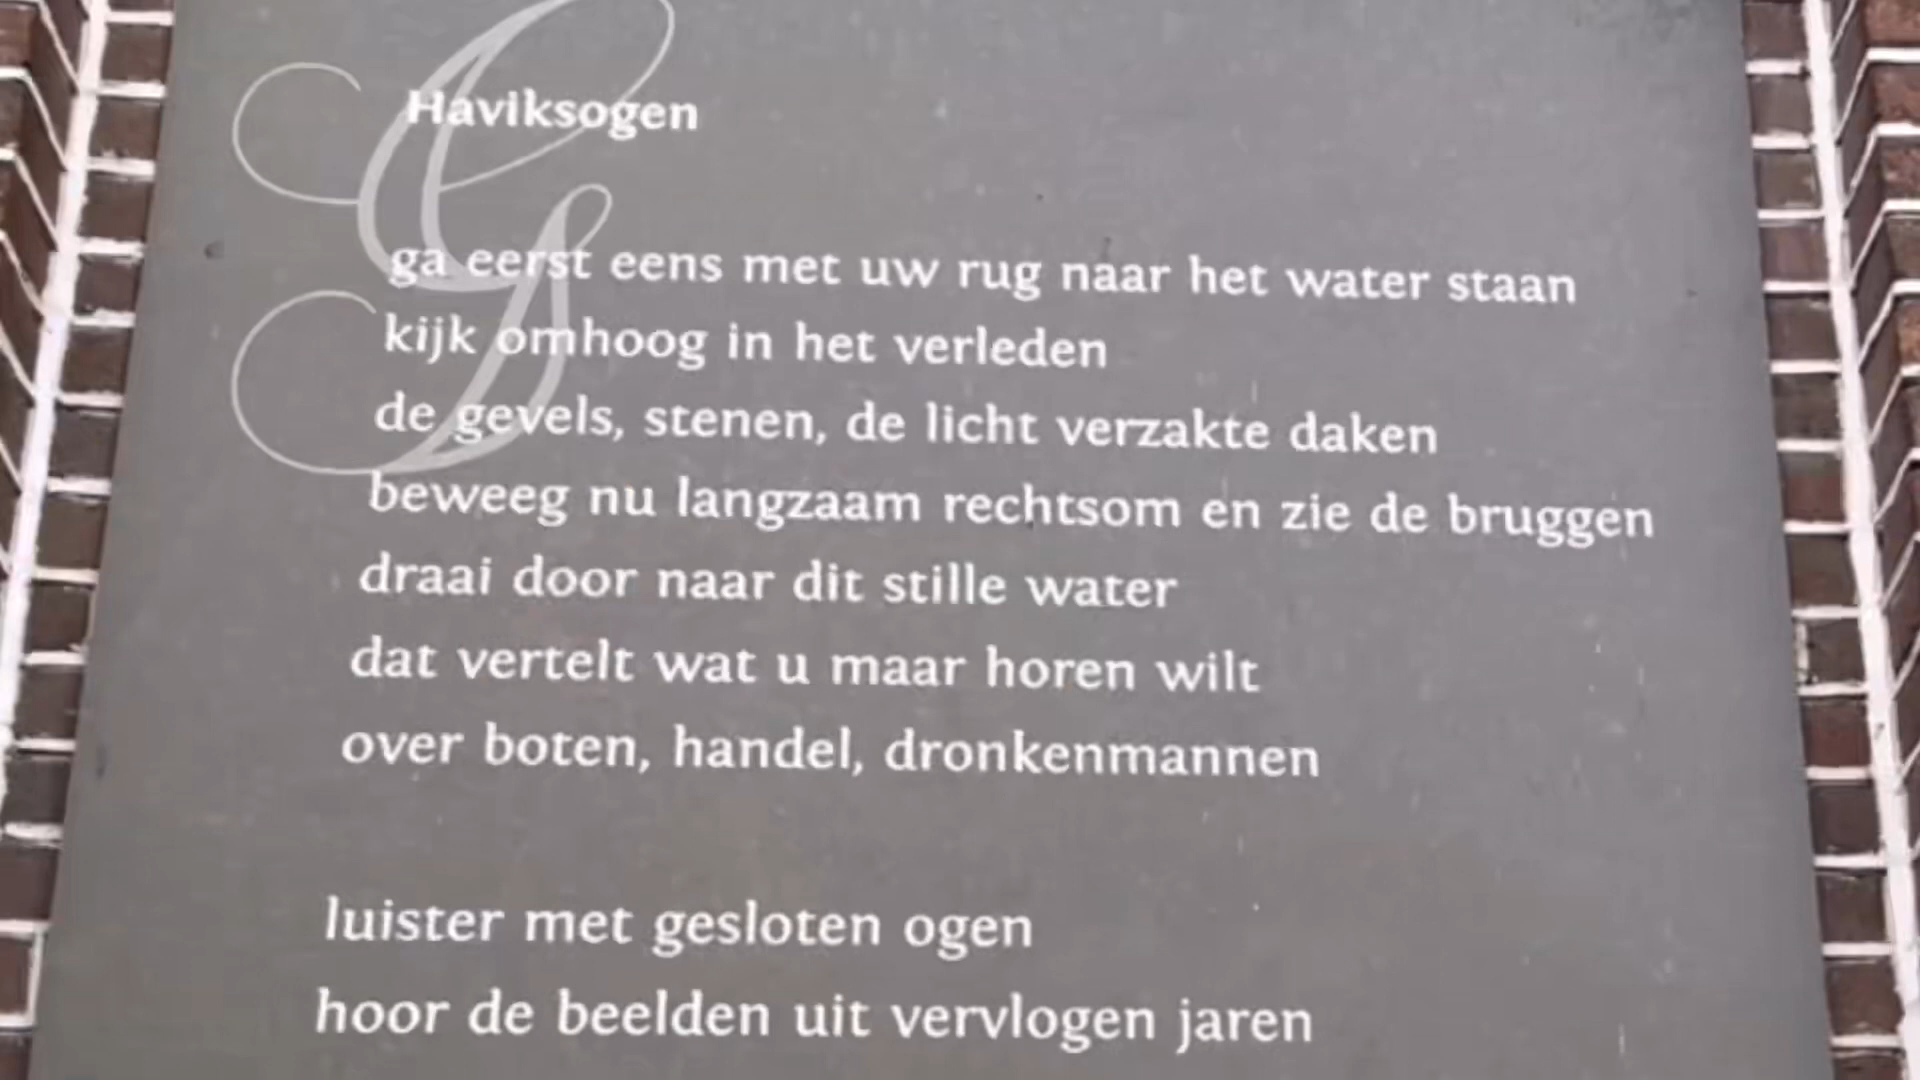 Haviksogen
ga eerst eens met uw rug naar het water staan
kijk omhoog in het verleden
de gevels, stenen, de licht verzakte daken
beweeg nu langzaam rechtsom en zie de bruggen
draai door naar dit stille water
dat vertelt wat u maar horen wilt
over boten, handel, dronkenmannen
luister met gesloten ogen
hoor de beelden uit vervlogen jaren